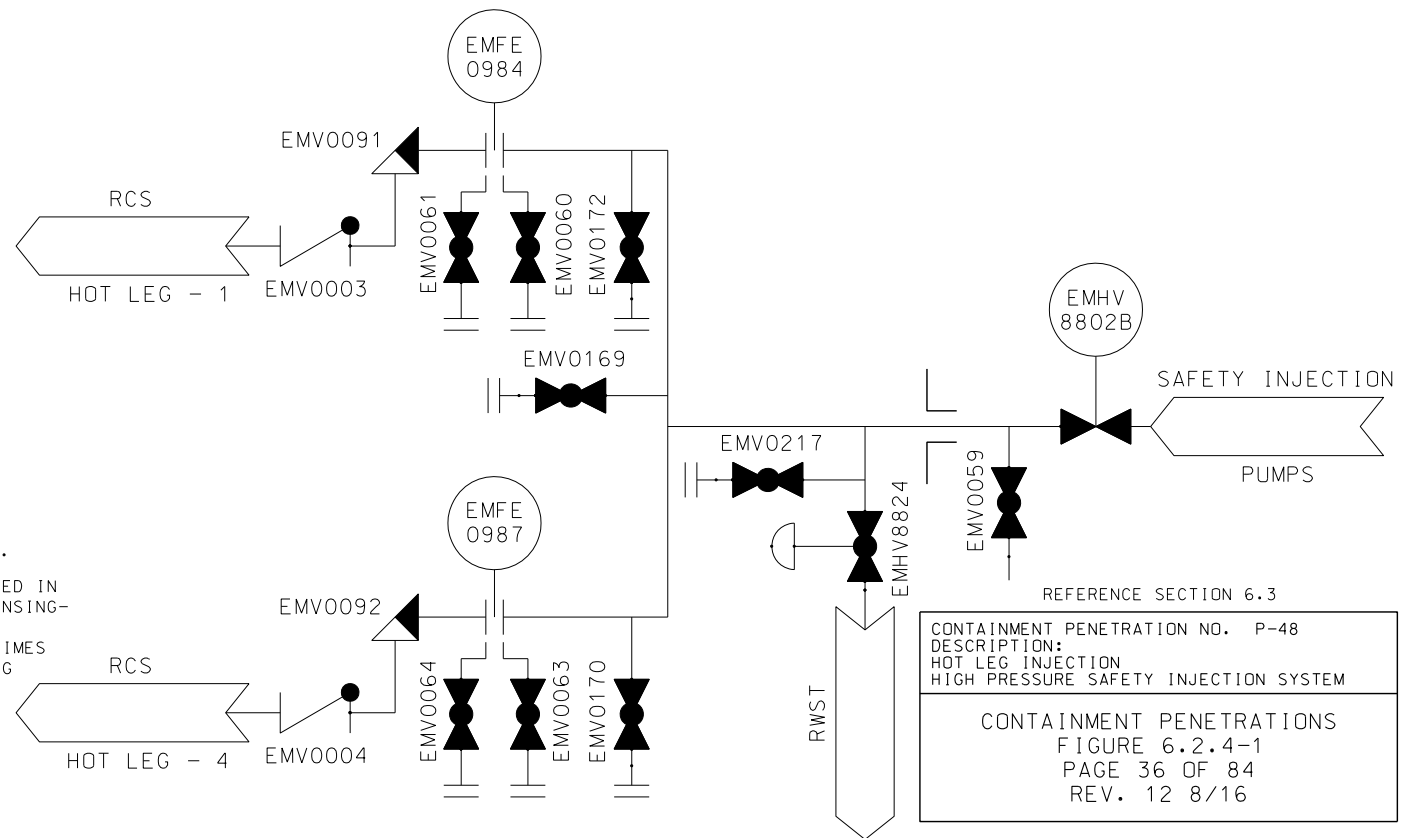 EMFE
0984
EMV0091
RCS
HOT LEG - 1
EMV0003
EMV0061
EMV0060
EMV0172
EMV0169
EMHV
8802B
SAFETY INJECTION
PUMPS
EMV0217
EMV0059
EMHV8824
RWST
EMFE
0987
.
ED IN
NSING-
IMES
G
EMV0092
RCS
HOT LEG - 4
EMV0004
EMV0064
EMV0063
EMV0170
REFERENCE SECTION 6.3
CONTAINMENT PENETRATION NO. P-48
DESCRIPTION:
HOT LEG INJECTION
HIGH PRESSURE SAFETY INJECTION SYSTEM
CONTAINMENT PENETRATIONS
FIGURE 6.2.4-1
PAGE 36 OF 84
REV. 12 8/16